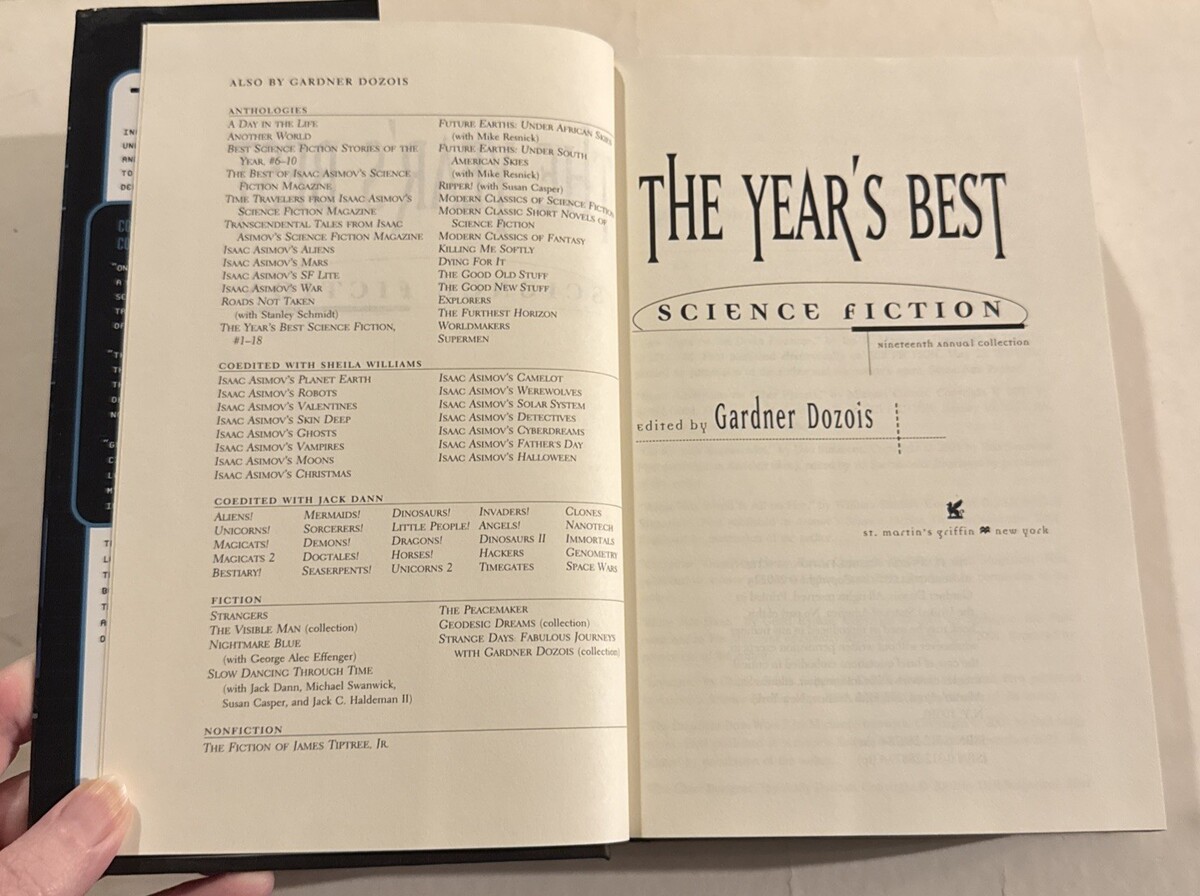 ALSO BY GARDNER DOZOIS
ANTHOLOGIES
A DAY IN THE LIFE
ANOTHER WORLD
BEST SCIENCE FICTION STORIES OF THE
YEAR, #6–10
THE BEST OF ISAAC ASIMOV'S SCIENCE
FICTION MAGAZINE
TIME TRAVELERS FROM ISAAC ASIMOV'S
SCIENCE FICTION MAGAZINE
TRANSCENDENTAL TALES FROM ISAAC
ASIMOV'S SCIENCE FICTION MAGAZINE
ISAAC ASIMOV'S ALIENS
ISAAC ASIMOV'S MARS
ISAAC ASIMOV'S SF LITE
ISAAC ASIMOV'S WAR
ROADS NOT TAKEN
(with Stanley Schmidt)
THE YEAR'S BEST SCIENCE FICTION,
#1–18
FUTURE EARTHS: UNDER AFRICAN SKIES
(with Mike Resnick)
FUTURE EARTHS: UNDER SOUTH
AMERICAN SKIES
(with Mike Resnick)
RIPPER! (with Susan Casper)
MODERN CLASSICS OF SCIENCE FICTION
MODERN CLASSIC SHORT NOVELS OF
SCIENCE FICTION
MODERN CLASSICS OF FANTASY
KILLING ME SOFTLY
DYING FOR IT
THE GOOD OLD STUFF
THE GOOD NEW STUFF
EXPLORERS
THE FURTHEST HORIZON
WORLDMAKERS
SUPERMEN
COEDITED WITH SHEILA WILLIAMS
ISAAC ASIMOV'S PLANET EARTH
ISAAC ASIMOV'S ROBOTS
ISAAC ASIMOV'S VALENTINES
ISAAC ASIMOV'S SKIN DEEP
ISAAC ASIMOV'S GHOSTS
ISAAC ASIMOV'S VAMPIRES
ISAAC ASIMOV'S MOONS
ISAAC ASIMOV'S CHRISTMAS
ISAAC ASIMOV'S CAMELOT
ISAAC ASIMOV'S WEREWOLVES
ISAAC ASIMOV'S SOLAR SYSTEM
ISAAC ASIMOV'S DETECTIVES
ISAAC ASIMOV'S CYBERDREAMS
ISAAC ASIMOV'S FATHER'S DAY
ISAAC ASIMOV'S HALLOWEEN
COEDITED WITH JACK DANN
ALIENS!
UNICORNS!
MAGICATS!
MAGICATS 2
BESTIARY!
MERMAIDS!
SORCERERS!
DEMONS!
DOGTALES!
SEASERPENTS!
DINOSAURS!
LITTLE PEOPLE!
DRAGONS!
HORSES!
UNICORNS 2
INVADERS!
ANGELS!
DINOSAURS II
HACKERS
TIMEGATES
CLONES
NANOTECH
IMMORTALS
GENOMETRY
SPACE WARS
FICTION
STRANGERS
THE VISIBLE MAN (collection)
NIGHTMARE BLUE
(with George Alec Effenger)
SLOW DANCING THROUGH TIME
(with Jack Dann, Michael Swanwick,
Susan Casper, and Jack C. Haldeman II)
THE PEACEMAKER
GEODESIC DREAMS (collection)
STRANGE DAYS: FABULOUS JOURNEYS
WITH GARDNER DOZOIS (collection)
NONFICTION
THE FICTION OF JAMES TIPTREE, JR.
THE YEAR'S BEST
SCIENCE FICTION
nineteenth annual collection
edited by Gardner Dozois
st. martin's griffin new york